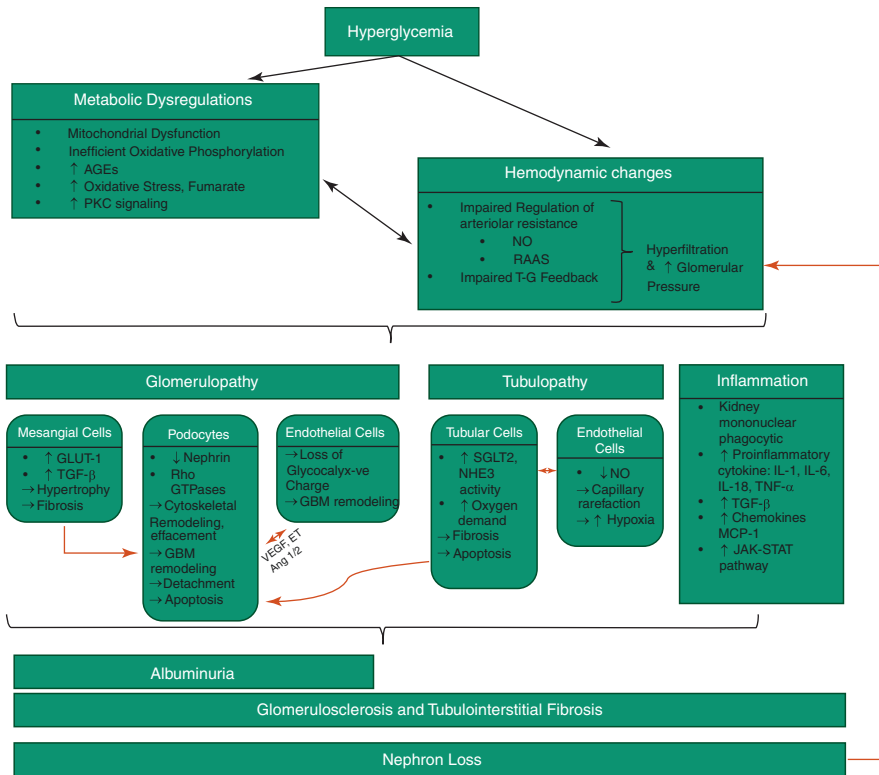 Hyperglycemia
Metabolic Dysregulations
• Mitochondrial Dysfunction
• Inefficient Oxidative Phosphorylation
• ↑ AGEs
• ↑ Oxidative Stress, Fumarate
• ↑ PKC signaling
Hemodynamic changes
• Impaired Regulation of
arteriolar resistance
• NO
• RAAS
• Impaired T-G Feedback
Hyperfiltration
& ↑ Glomerular
Pressure
Glomerulopathy
Mesangial Cells
• ↑ GLUT-1
• ↑ TGF-β
→ Hypertrophy
→ Fibrosis
Podocytes
• ↓ Nephrin
• Rho
GTPases
→ Cytoskeletal
Remodeling,
effacement
→ GBM
remodeling
→ Detachment
→ Apoptosis
VEGF, ET
Ang 1/2
Endothelial Cells
→ Loss of
Glycocalyx-ve
Charge
→ GBM remodeling
Tubulopathy
Tubular Cells
• ↑ SGLT2,
NHE3
activity
• ↑ Oxygen
demand
→ Fibrosis
→ Apoptosis
Endothelial
Cells
• ↓ NO
→ Capillary
rarefaction
→ ↑ Hypoxia
Inflammation
• Kidney
mononuclear
phagocytic
• ↑ Proinflammatory
cytokine: IL-1, IL-6,
IL-18, TNF-α
• ↑ TGF-β
• ↑ Chemokines
MCP-1
• ↑ JAK-STAT
pathway
Albuminuria
Glomerulosclerosis and Tubulointerstitial Fibrosis
Nephron Loss